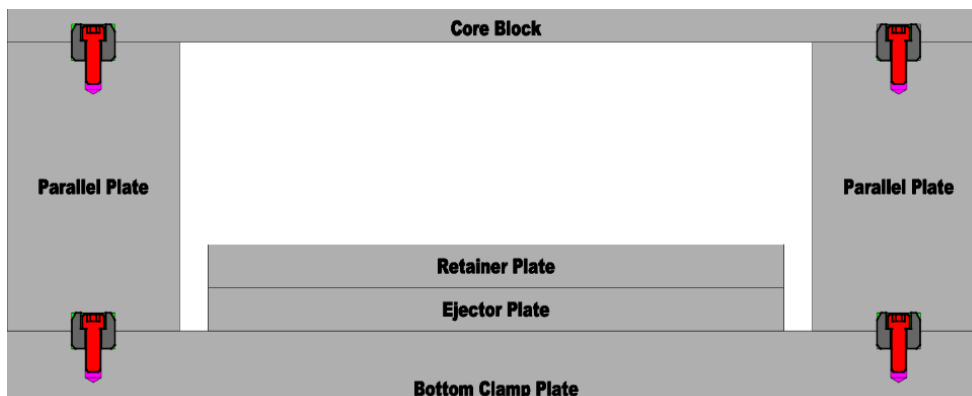 Core Block
Parallel Plate
Parallel Plate
Retainer Plate
Ejector Plate
Bottom Clamp Plate